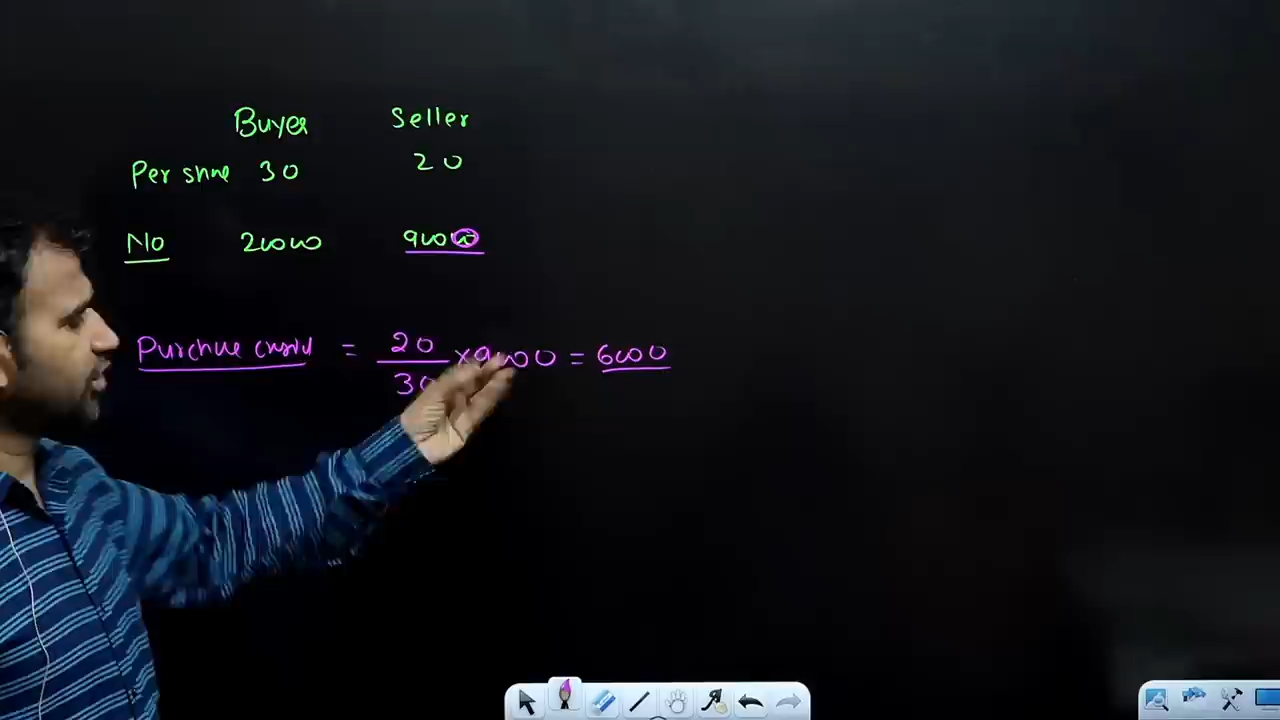 Buyer Seller
Per share 30 20
No 20000 9000
Purchase consid = 20/30 × 9000 = 6000